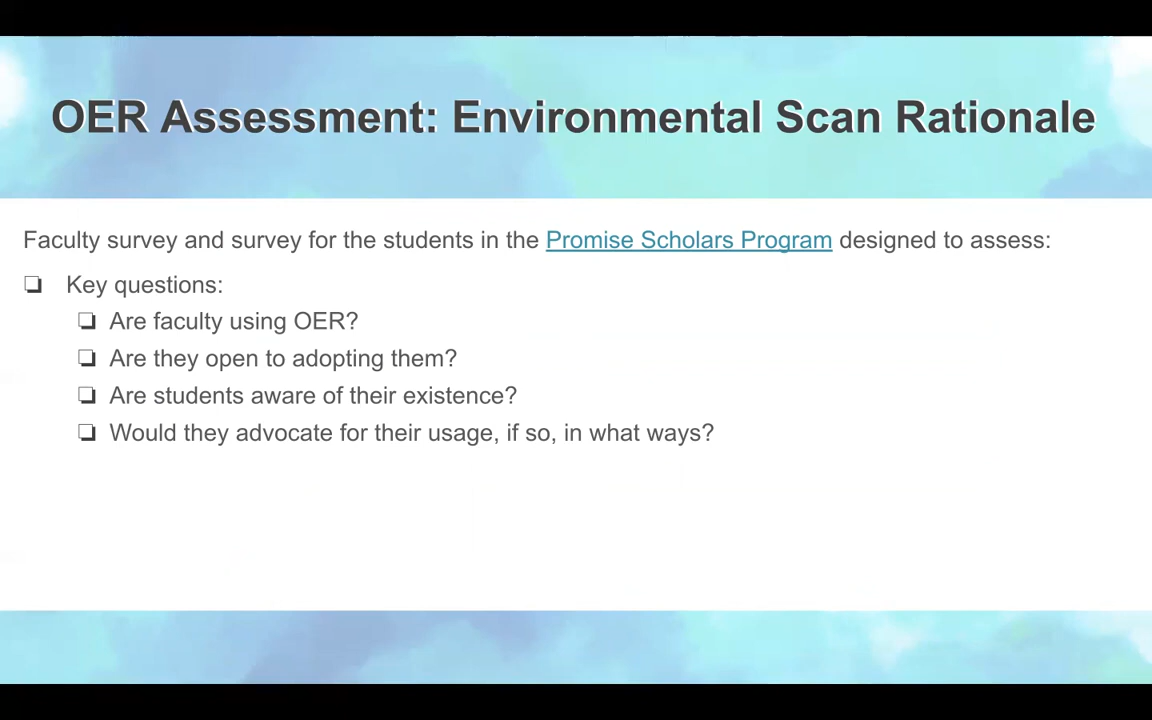 OER Assessment: Environmental Scan Rationale
Faculty survey and survey for the students in the Promise Scholars Program designed to assess:
❏ Key questions:
❏ Are faculty using OER?
❏ Are they open to adopting them?
❏ Are students aware of their existence?
❏ Would they advocate for their usage, if so, in what ways?